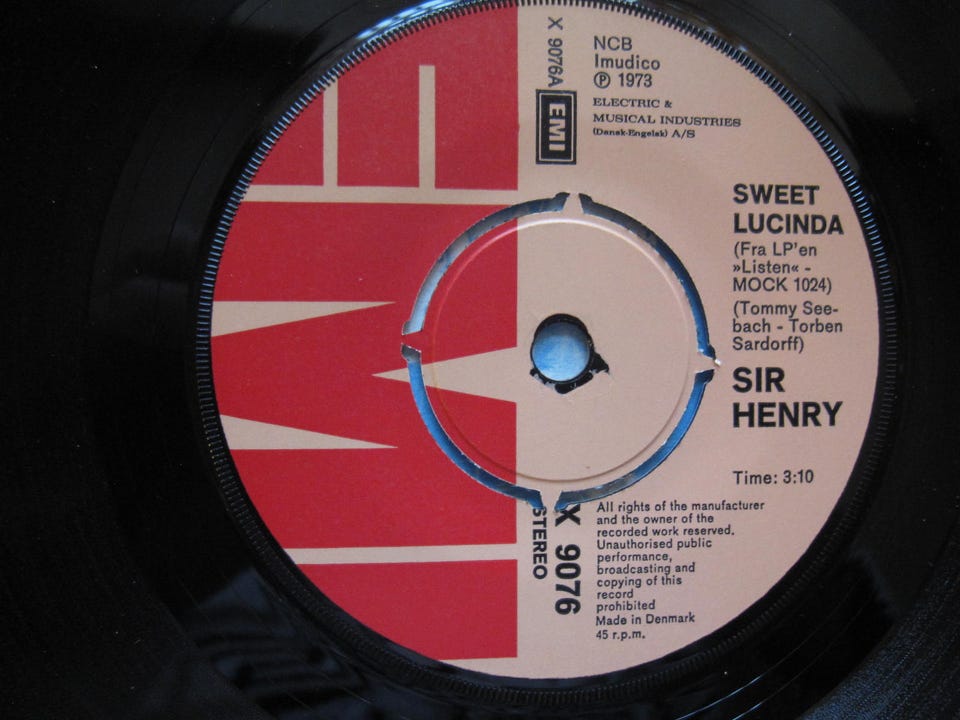 X 9076A
EMI
NCB
Imudico
Ⓟ 1973
ELECTRIC &
MUSICAL INDUSTRIES
(Dansk-Engelsk) A/S
SWEET
LUCINDA
(Fra LP'en
»Listen« -
MOCK 1024)
(Tommy See-
bach - Torben
Sardorff)
SIR
HENRY
Time: 3:10
EMI
STEREO
X 9076
All rights of the manufacturer
and the owner of the
recorded work reserved.
Unauthorised public
performance,
broadcasting and
copying of this
record
prohibited
Made in Denmark
45 r.p.m.